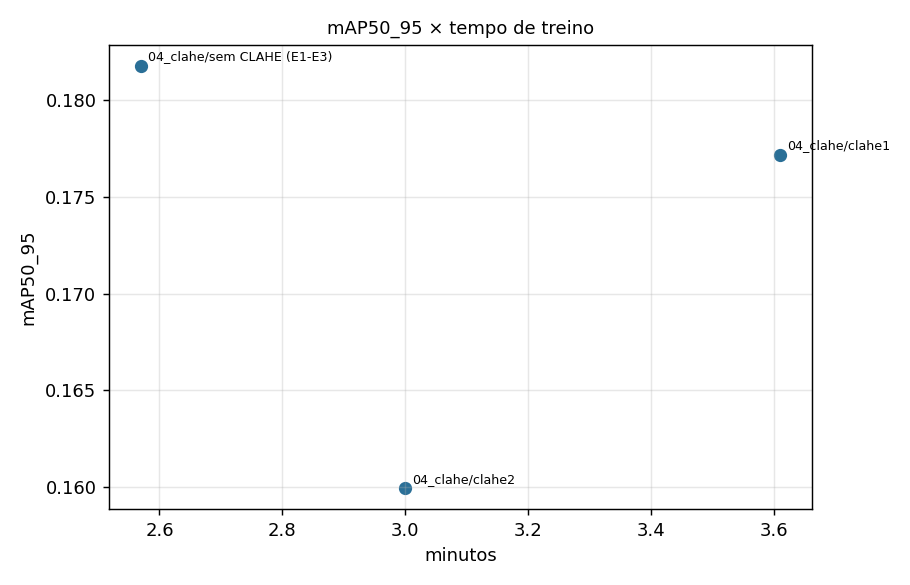 mAP50_95 × tempo de treino
04_clahe/sem CLAHE (E1-E3)
04_clahe/clahe1
04_clahe/clahe2
mAP50_95
0.180
0.175
0.170
0.165
0.160
2.6 2.8 3.0 3.2 3.4 3.6
minutos